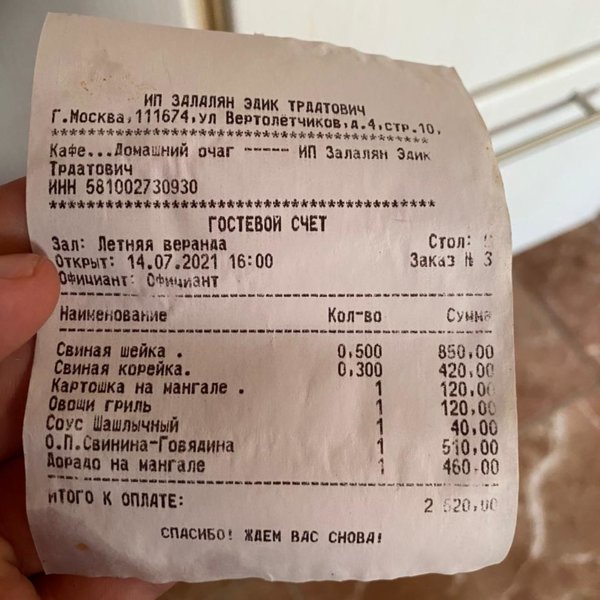 ИП ЗАЛАЛЯН ЭДИК ТРДАТОВИЧ
Г.Москва,111674,ул Вертолётчиков,д.4,стр.10,
********************************************
Кафе...Домашний очаг ----- ИП Залалян Эдик
Трдатович
ИНН 581002730930
********************************************
ГОСТЕВОЙ СЧЕТ
Зал: Летняя веранда Стол:
Открыт: 14.07.2021 16:00 Заказ № 3
Официант: Официант
Наименование Кол-во Сумма
Свиная шейка . 0,500 850,00
Свиная корейка. 0,300 420,00
Картошка на мангале . 1 120,00
Овощи гриль 1 120,00
Соус Шашлычный 1 40,00
О.П.Свинина-Говядина 1 510,00
Дорадо на мангале 1 460,00
ИТОГО К ОПЛАТЕ: 2 520,00
СПАСИБО! ЖДЕМ ВАС СНОВА!